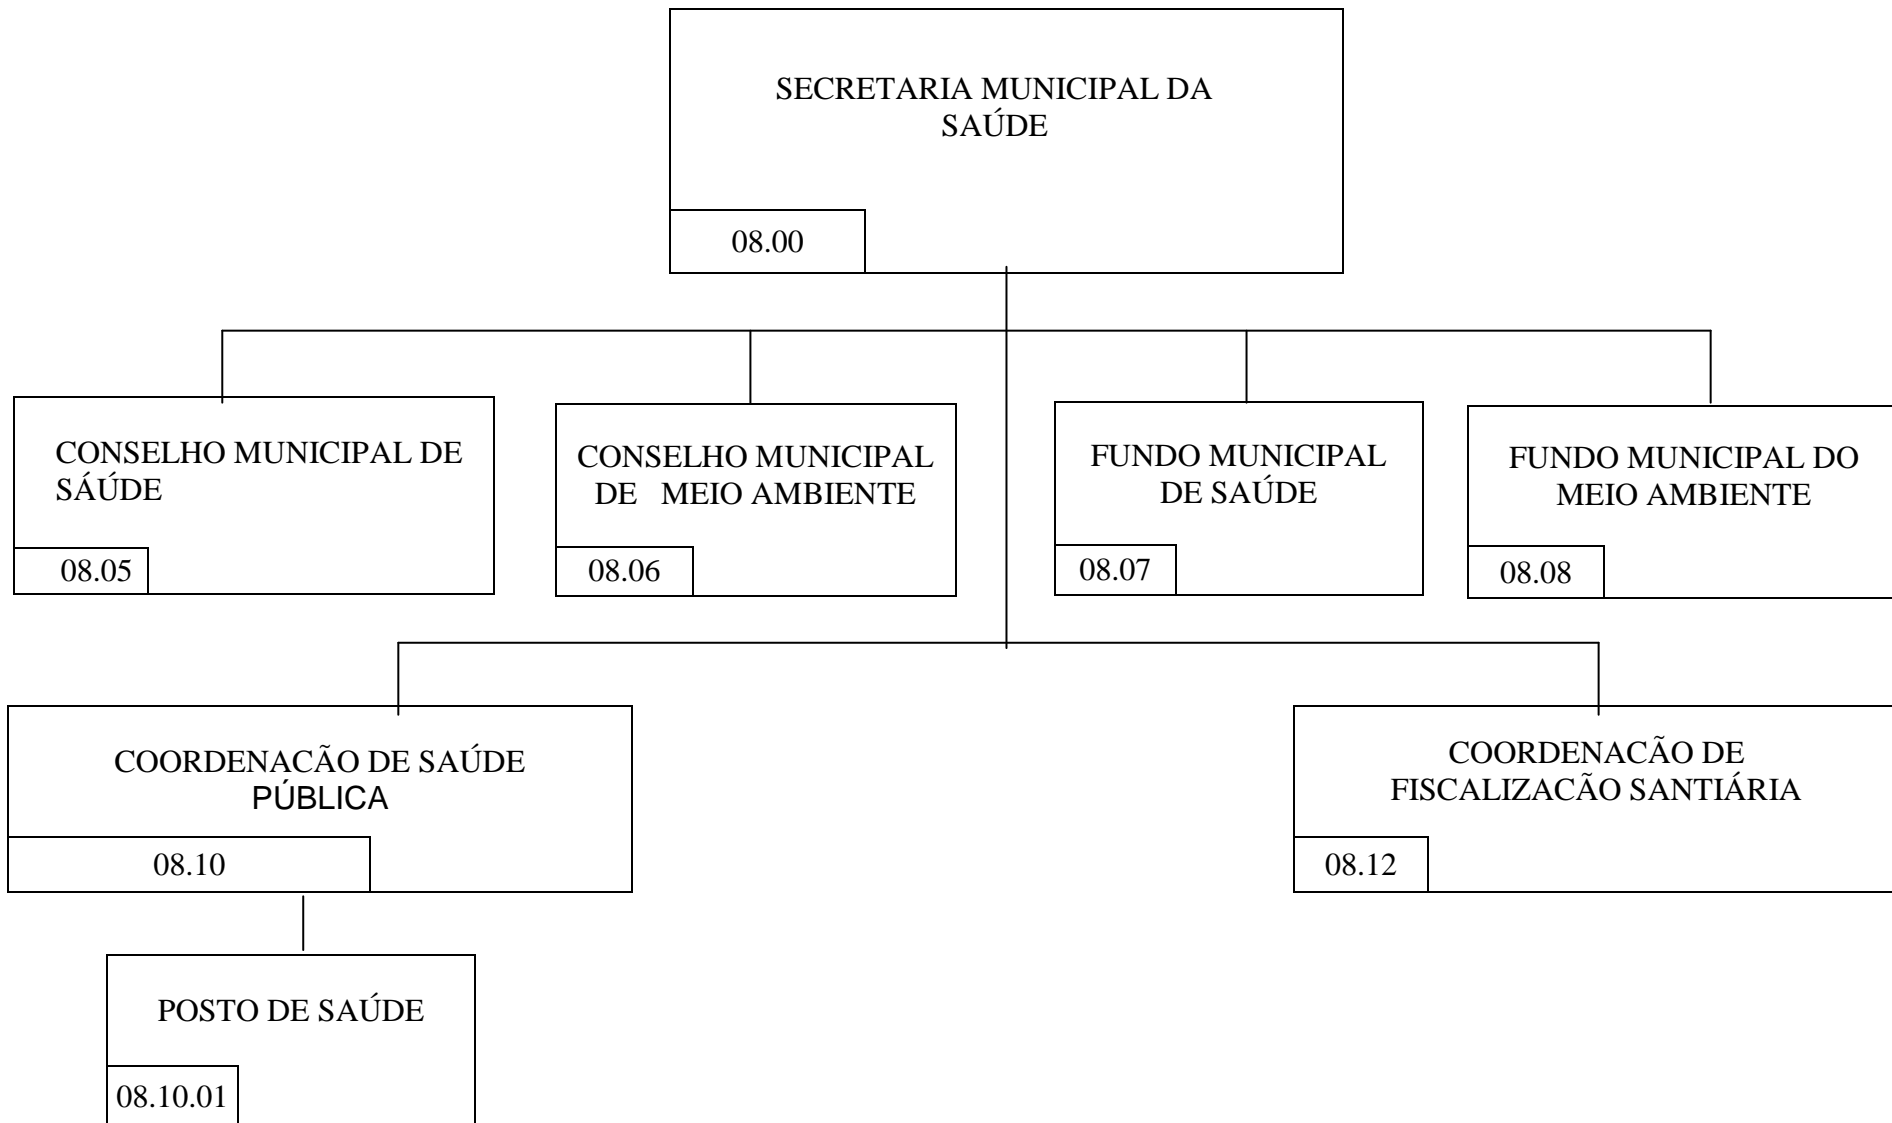 SECRETARIA MUNICIPAL DA
SAÚDE
08.00
CONSELHO MUNICIPAL DE
SÁÚDE
08.05
CONSELHO MUNICIPAL
DE MEIO AMBIENTE
08.06
FUNDO MUNICIPAL
DE SAÚDE
08.07
FUNDO MUNICIPAL DO
MEIO AMBIENTE
08.08
COORDENACÃO DE SAÚDE
PÚBLICA
08.10
COORDENACÃO DE
FISCALIZACÃO SANTIÁRIA
08.12
POSTO DE SAÚDE
08.10.01